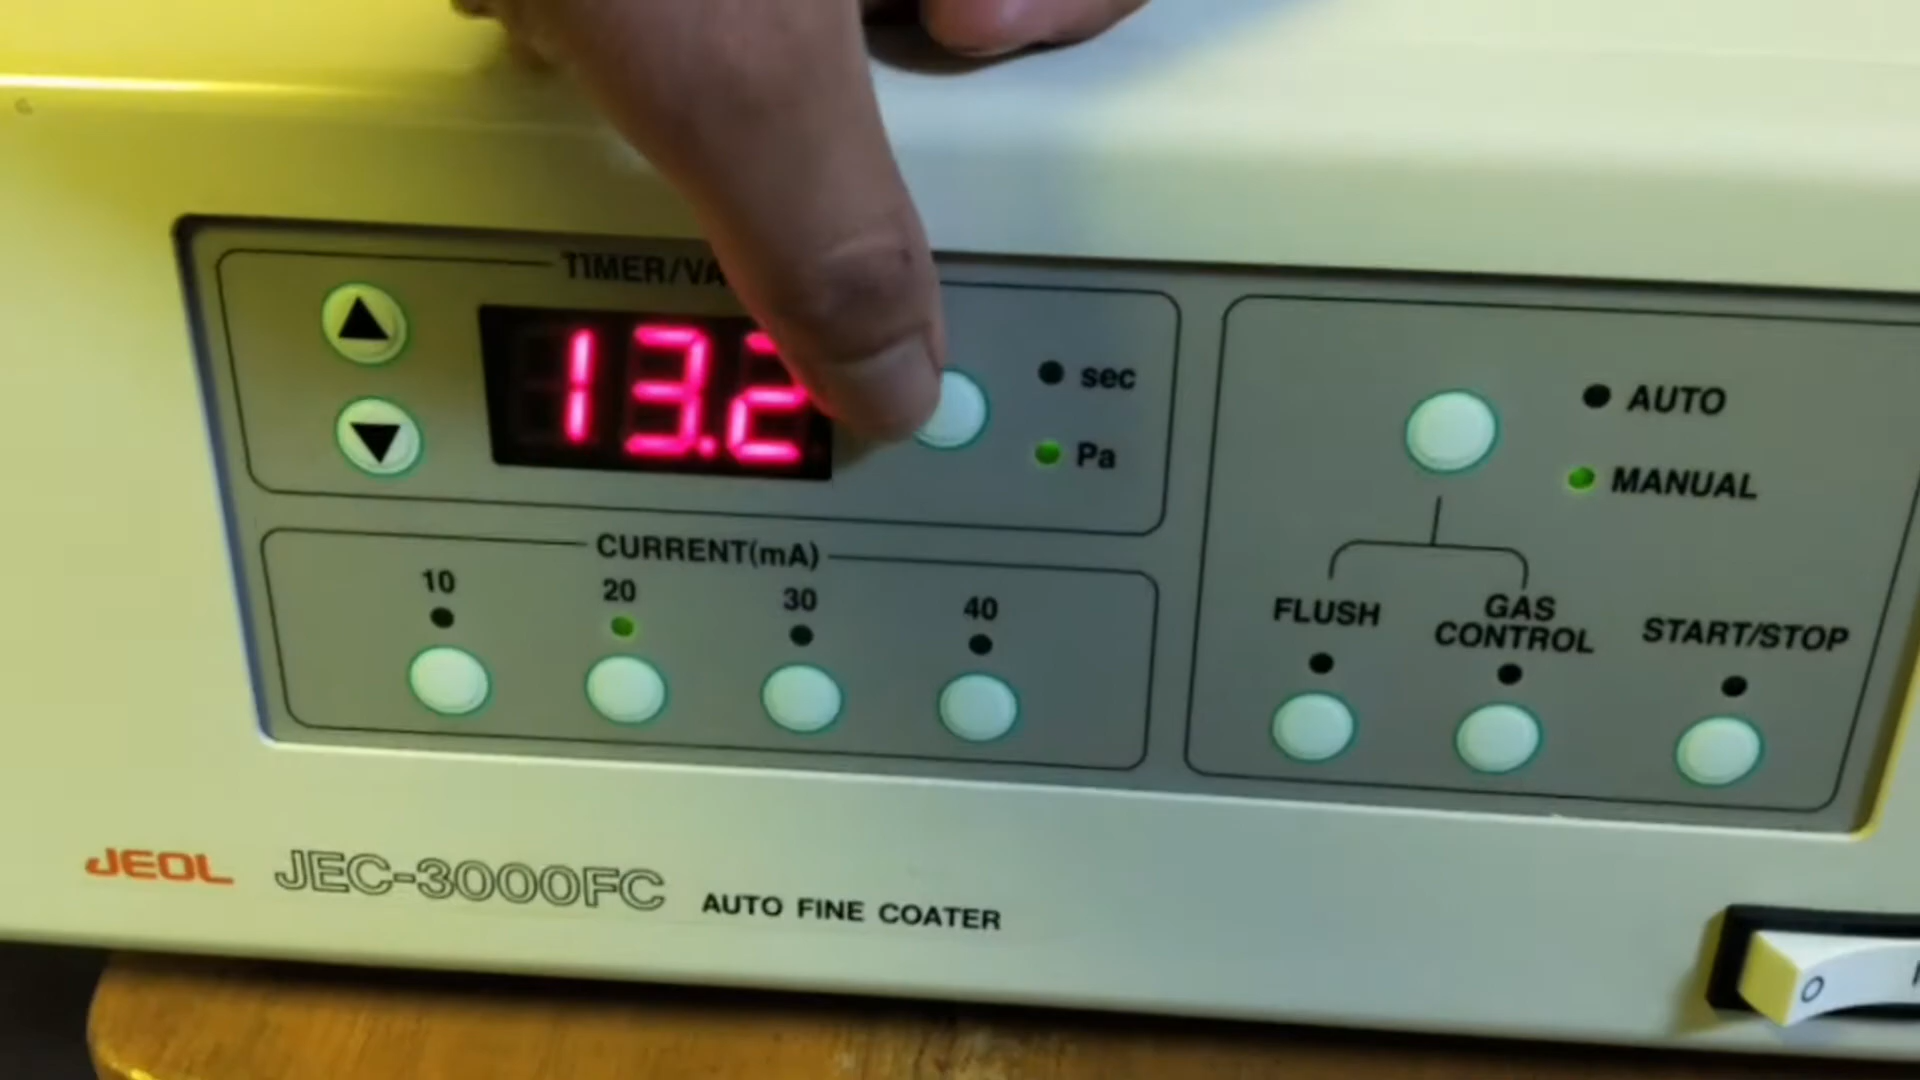 TIMER/VA
13.2
sec
Pa
CURRENT(mA)
10
20
30
40
AUTO
MANUAL
FLUSH
GAS
CONTROL
START/STOP
JEOL JEC-3000FC AUTO FINE COATER
O